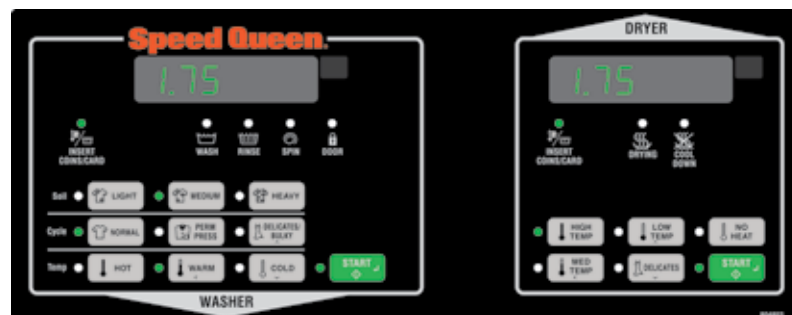 Speed Queen
1.75
INSERT
COINS/CARD
WASH
RINSE
SPIN
DOOR
Soil
LIGHT
MEDIUM
HEAVY
Cycle
NORMAL
PERM
PRESS
DELICATES/
BULKY
Temp
HOT
WARM
COLD
START
WASHER
DRYER
1.75
INSERT
COINS/CARD
DRYING
COOL
DOWN
HIGH
TEMP
LOW
TEMP
NO
HEAT
MED
TEMP
DELICATES
START